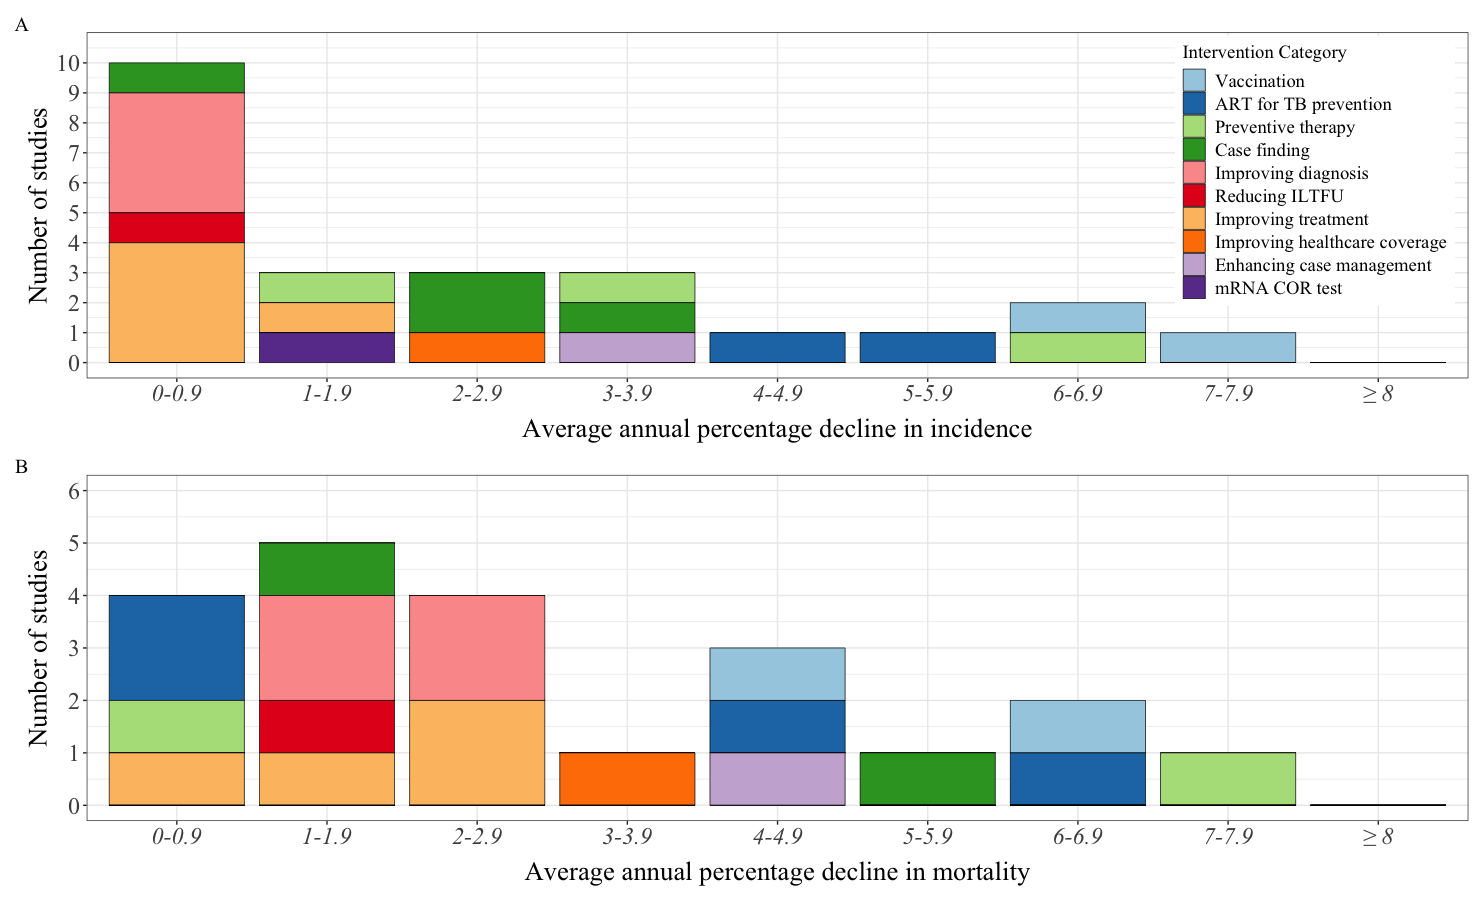 A
Number of studies
10
9
8
7
6
5
4
3
2
1
0
Intervention Category
Vaccination
ART for TB prevention
Preventive therapy
Case finding
Improving diagnosis
Reducing ILTFU
Improving treatment
Improving healthcare coverage
Enhancing case management
mRNA COR test
0-0.9 1-1.9 2-2.9 3-3.9 4-4.9 5-5.9 6-6.9 7-7.9 ≥ 8
Average annual percentage decline in incidence
B
Number of studies
6
5
4
3
2
1
0
0-0.9 1-1.9 2-2.9 3-3.9 4-4.9 5-5.9 6-6.9 7-7.9 ≥ 8
Average annual percentage decline in mortality